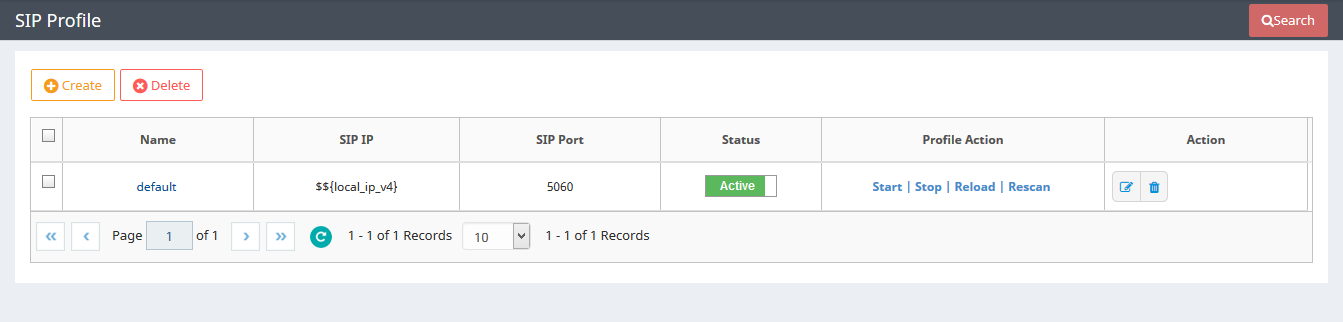 SIP Profile Search
Create Delete
Name SIP IP SIP Port Status Profile Action Action
default $${local_ip_v4} 5060 Active Start | Stop | Reload | Rescan
Page 1 of 1 1 - 1 of 1 Records 10 1 - 1 of 1 Records